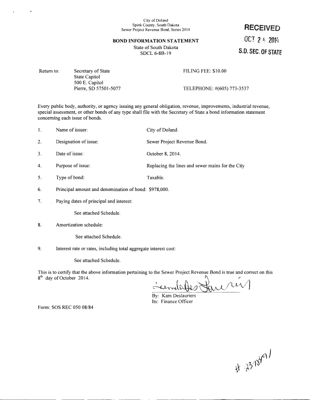 City of Doland
Spink County, South Dakota
Sewer Project Revenue Bond, Series 2014
RECEIVED
OCT 2 2014
S.D. SEC. OF STATE
BOND INFORMATION STATEMENT
State of South Dakota
SDCL 6-8B-19
Return to: Secretary of State FILING FEE: $10.00
State Capitol
500 E. Capitol
Pierre, SD 57501-5077 TELEPHONE: #(605) 773-3537
Every public body, authority, or agency issuing any general obligation, revenue, improvements, industrial revenue,
special assessment, or other bonds of any type shall file with the Secretary of State a bond information statement
concerning each issue of bonds.
1. Name of issuer: City of Doland.
2. Designation of issue: Sewer Project Revenue Bond.
3. Date of issue: October 8, 2014.
4. Purpose of issue: Replacing the lines and sewer mains for the City
5. Type of bond: Taxable.
6. Principal amount and denomination of bond: $978,000.
7. Paying dates of principal and interest:
See attached Schedule.
8. Amortization schedule:
See attached Schedule.
9. Interest rate or rates, including total aggregate interest cost:
See attached Schedule.
This is to certify that the above information pertaining to the Sewer Project Revenue Bond is true and correct on this
8th day of October 2014.
By: Kam Deslauriers
Its: Finance Officer
Form: SOS REC 050 08/84